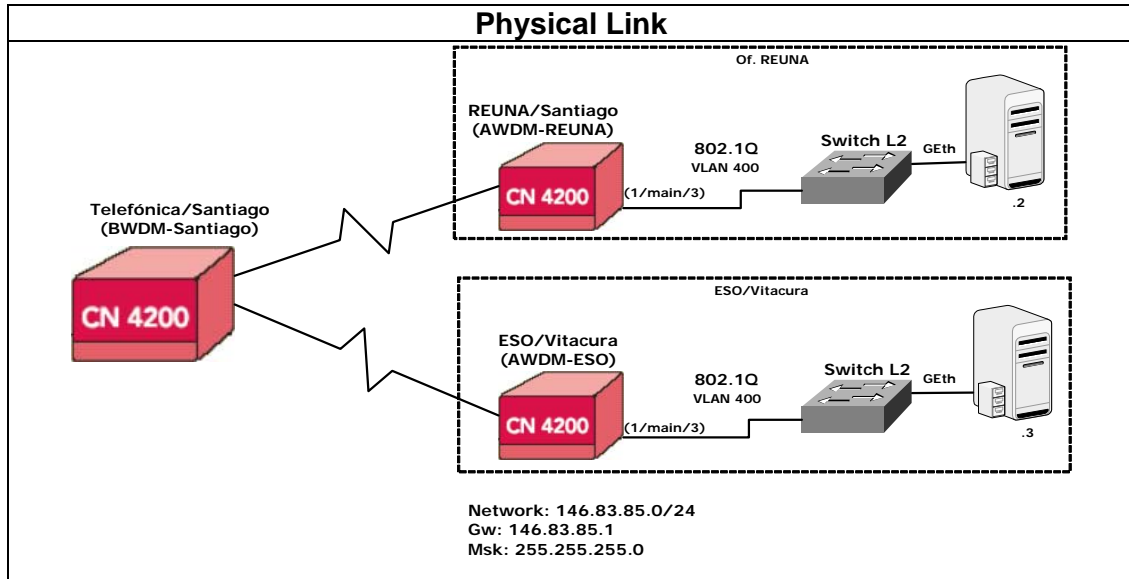 Physical Link
Of. REUNA
REUNA/Santiago
(AWDM-REUNA)
CN 4200
(1/main/3)
802.1Q
VLAN 400
Switch L2
GEth
.2
Telefónica/Santiago
(BWDM-Santiago)
CN 4200
ESO/Vitacura
ESO/Vitacura
(AWDM-ESO)
CN 4200
(1/main/3)
802.1Q
VLAN 400
Switch L2
GEth
.3
Network: 146.83.85.0/24
Gw: 146.83.85.1
Msk: 255.255.255.0